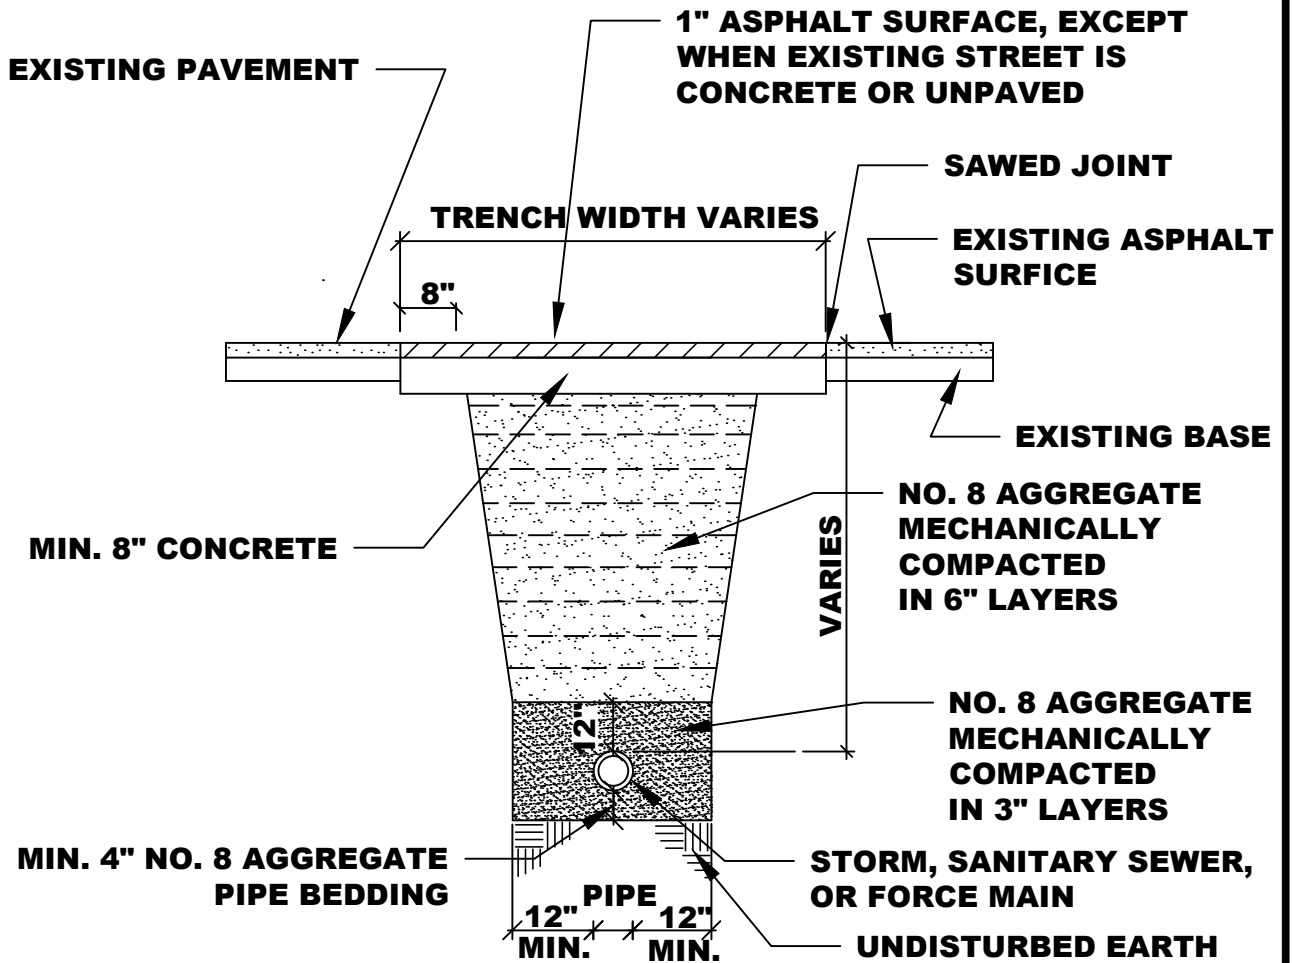 1" ASPHALT SURFACE, EXCEPT
WHEN EXISTING STREET IS
CONCRETE OR UNPAVED
EXISTING PAVEMENT
SAWED JOINT
TRENCH WIDTH VARIES
EXISTING ASPHALT
SURFICE
8"
EXISTING BASE
NO. 8 AGGREGATE
MECHANICALLY
COMPACTED
IN 6" LAYERS
MIN. 8" CONCRETE
VARIES
NO. 8 AGGREGATE
MECHANICALLY
COMPACTED
IN 3" LAYERS
12"
MIN. 4" NO. 8 AGGREGATE
PIPE BEDDING
STORM, SANITARY SEWER,
OR FORCE MAIN
PIPE
12"
MIN.
12"
MIN.
UNDISTURBED EARTH